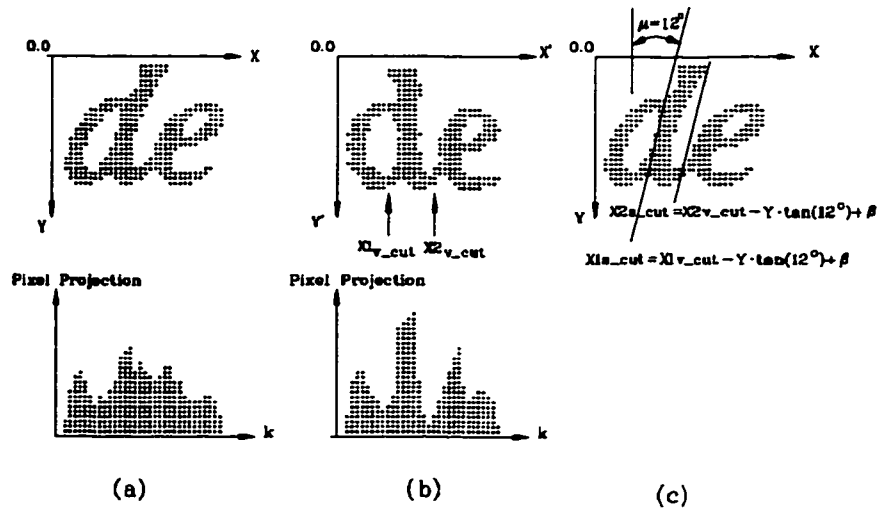 μ=12°
0.0 X
0.0 X'
0.0 X
de
de
de
Y
Y'
Y
X1v_cut X2v_cut
X2s_cut=X2v_cut-Y·tan(12°)+β
X1s_cut=X1v_cut-Y·tan(12°)+β
Pixel Projection
Pixel Projection
k
k
(a)
(b)
(c)